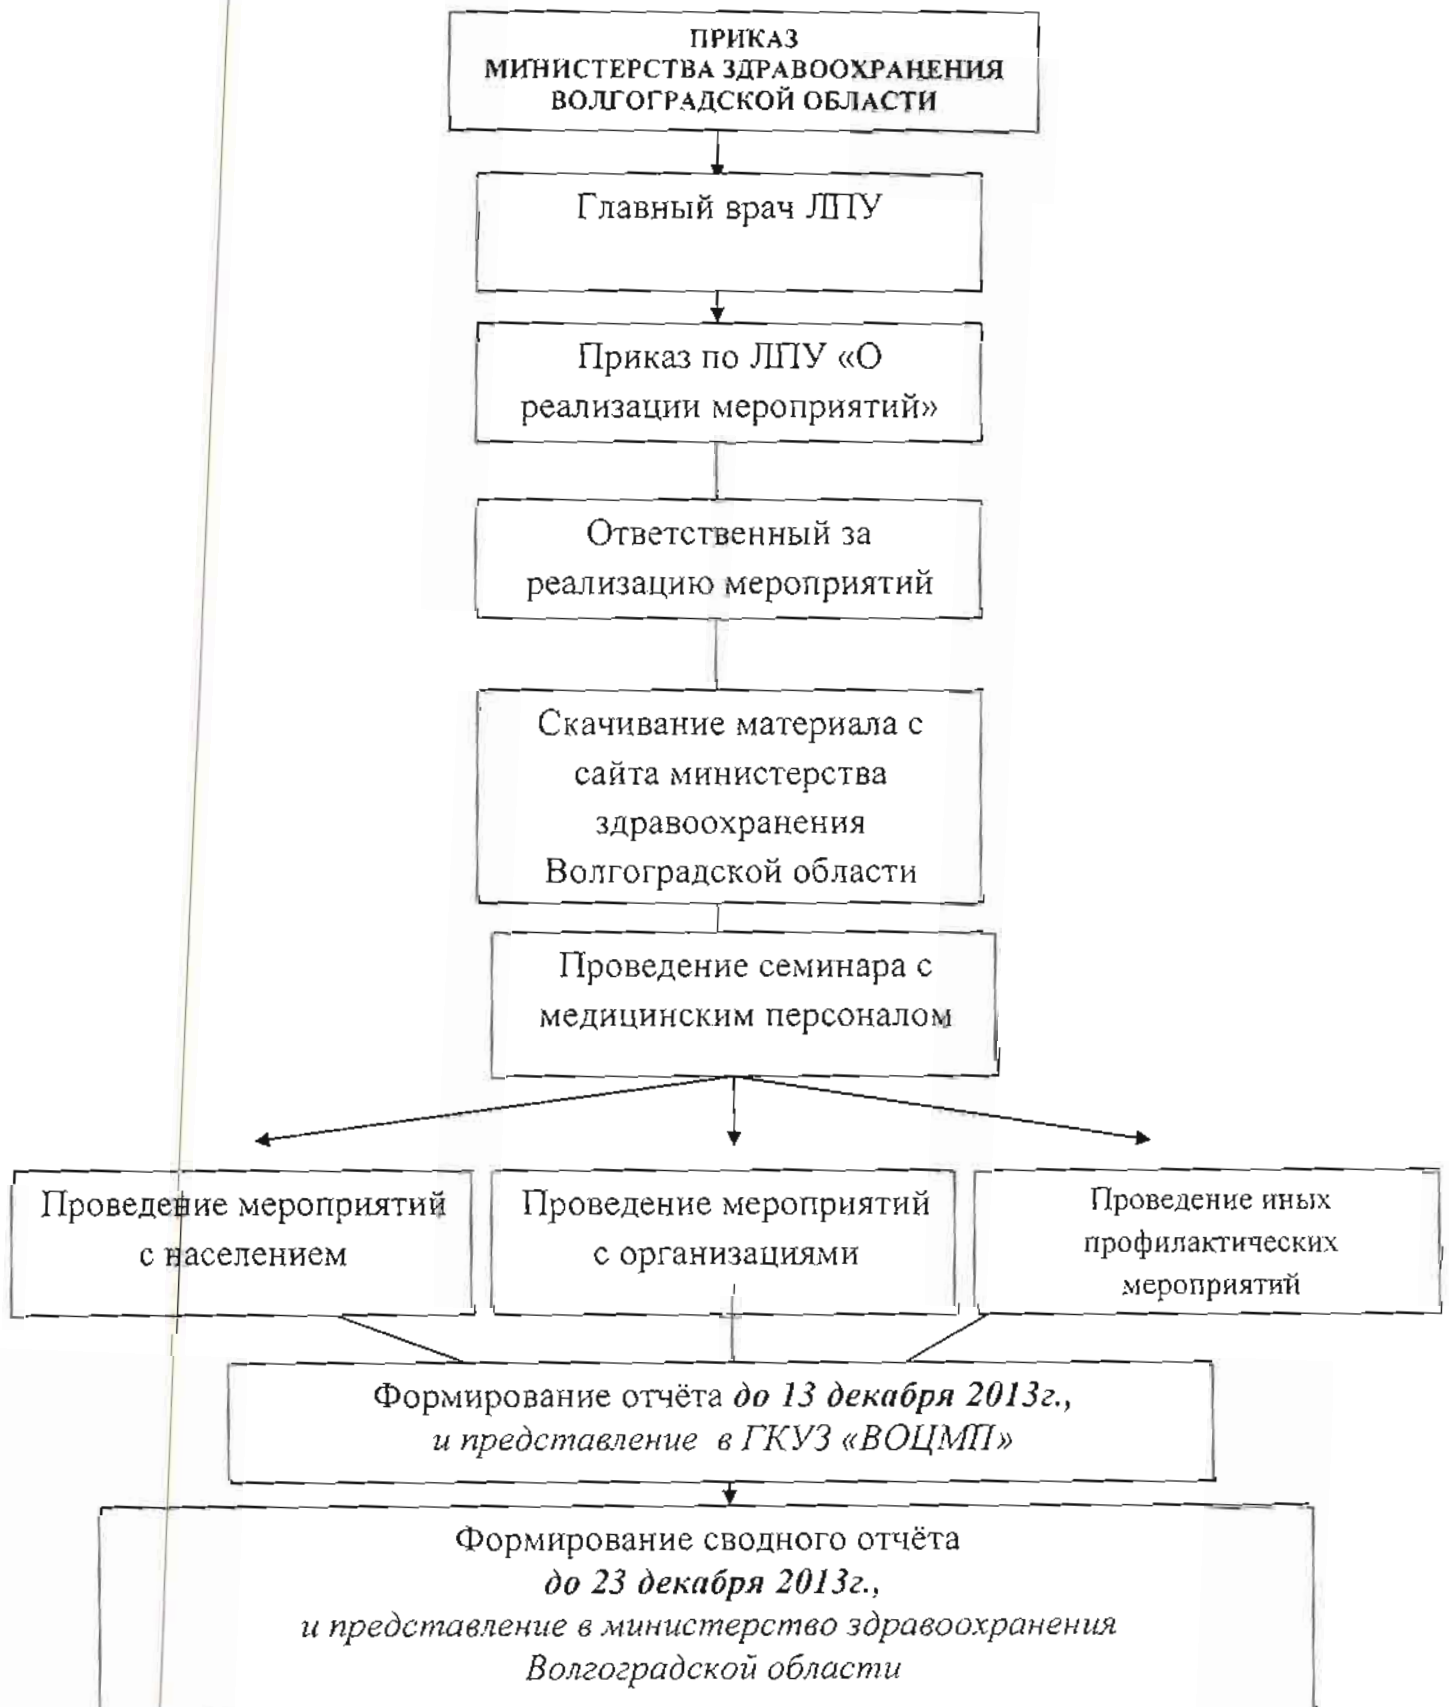 ПРИКАЗ
МИНИСТЕРСТВА ЗДРАВООХРАНЕНИЯ
ВОЛГОГРАДСКОЙ ОБЛАСТИ
Главный врач ЛПУ
Приказ по ЛПУ «О
реализации мероприятий»
Ответственный за
реализацию мероприятий
Скачивание материала с
сайта министерства
здравоохранения
Волгоградской области
Проведение семинара с
медицинским персоналом
Проведение мероприятий
с населением
Проведение мероприятий
с организациями
Проведение иных
профилактических
мероприятий
Формирование отчёта до 13 декабря 2013г.,
и представление в ГКУЗ «ВОЦМП»
Формирование сводного отчёта
до 23 декабря 2013г.,
и представление в министерство здравоохранения
Волгоградской области